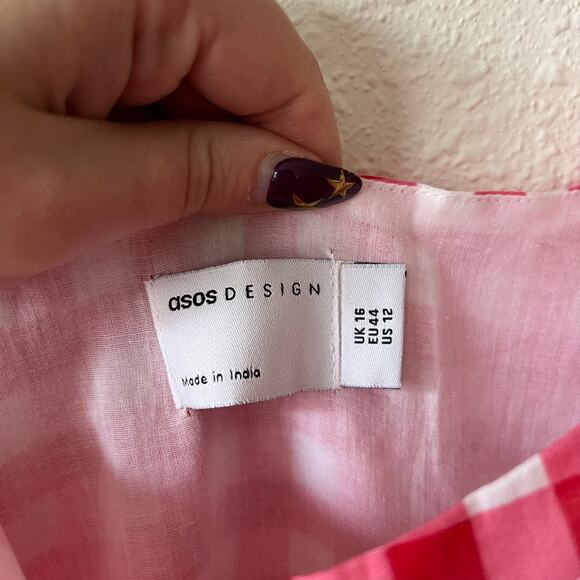 asos DESIGN
Made in India
UK 16
EU 44
US 12